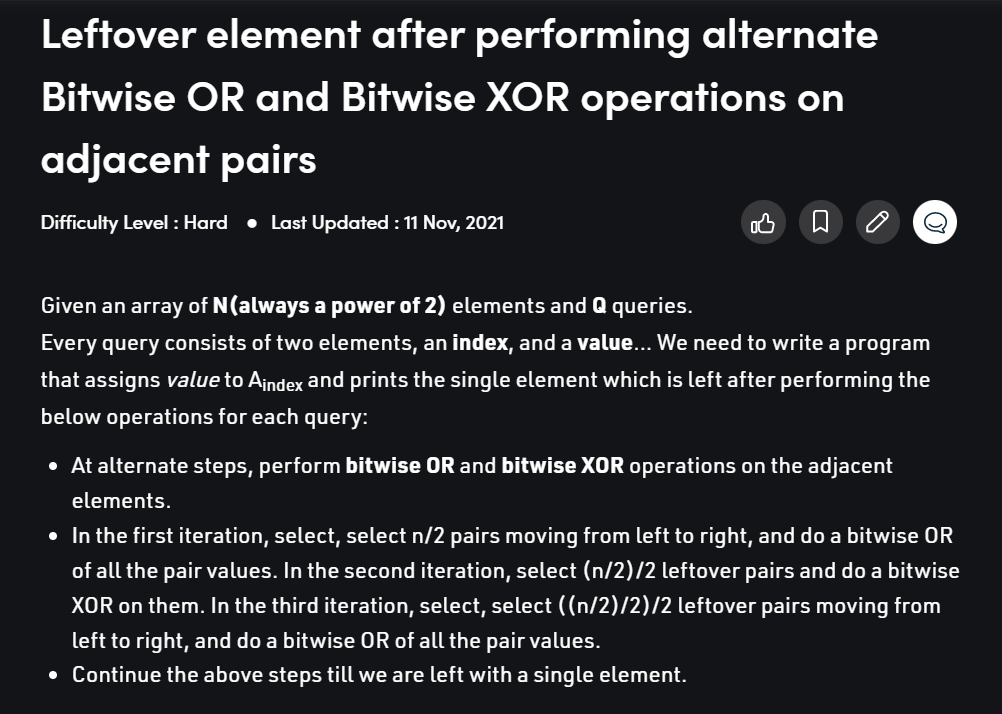 Leftover element after performing alternate
Bitwise OR and Bitwise XOR operations on
adjacent pairs
Difficulty Level : Hard ● Last Updated : 11 Nov, 2021
Given an array of N(always a power of 2) elements and Q queries.
Every query consists of two elements, an index, and a value… We need to write a program
that assigns value to Aindex and prints the single element which is left after performing the
below operations for each query:
• At alternate steps, perform bitwise OR and bitwise XOR operations on the adjacent
elements.
• In the first iteration, select, select n/2 pairs moving from left to right, and do a bitwise OR
of all the pair values. In the second iteration, select (n/2)/2 leftover pairs and do a bitwise
XOR on them. In the third iteration, select, select ((n/2)/2)/2 leftover pairs moving from
left to right, and do a bitwise OR of all the pair values.
• Continue the above steps till we are left with a single element.